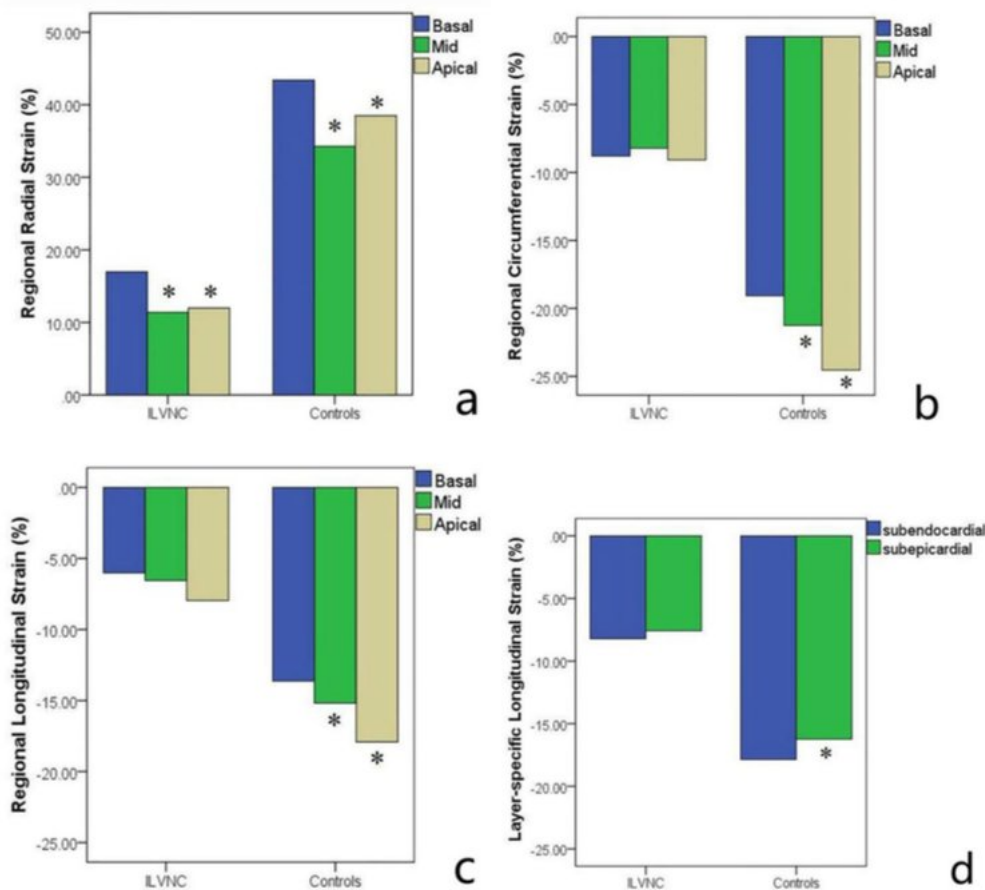 Regional Radial Strain (%)
50.00
40.00
30.00
20.00
10.00
.00
* * * *
ILVNC Controls
Basal
Mid
Apical
a
Regional Circumferential Strain (%)
.00
-5.00
-10.00
-15.00
-20.00
-25.00
* *
ILVNC Controls
Basal
Mid
Apical
b
Regional Longitudinal Strain (%)
.00
-5.00
-10.00
-15.00
-20.00
-25.00
* *
ILVNC Controls
Basal
Mid
Apical
c
Layer-specific Longitudinal Strain (%)
.00
-5.00
-10.00
-15.00
-20.00
-25.00
*
ILVNC Controls
subendocardial
subepicardial
d